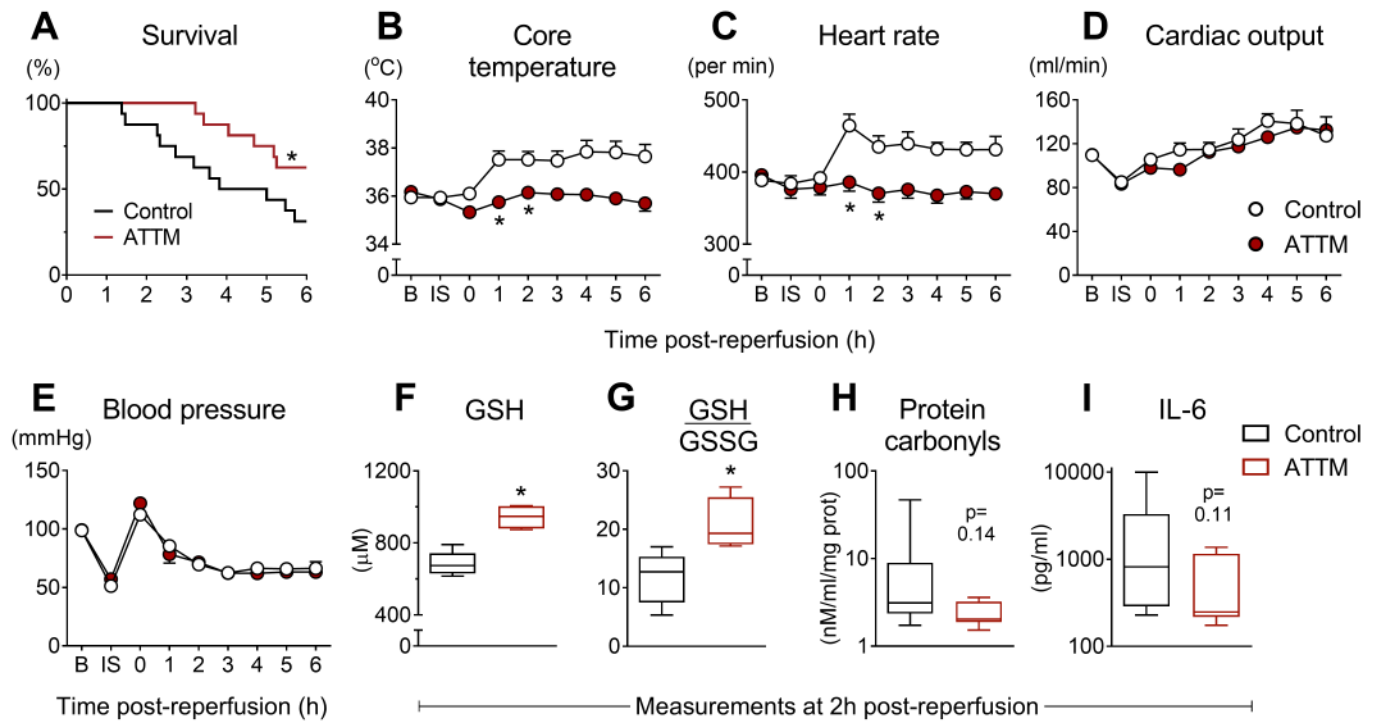 A Survival
(%)
100
50
0
Control
ATTM
*
0 1 2 3 4 5 6
B Core
temperature
(°C)
40
38
36
34
0
* *
B IS 0 1 2 3 4 5 6
C Heart rate
(per min)
500
400
300
0
* *
B IS 0 1 2 3 4 5 6
D Cardiac output
(ml/min)
160
120
80
40
0
Control
ATTM
B IS 0 1 2 3 4 5 6
Time post-reperfusion (h)
E Blood pressure
(mmHg)
150
100
50
0
B IS 0 1 2 3 4 5 6
Time post-reperfusion (h)
F GSH
(μM)
1200
800
400
0
*
G GSH
GSSG
30
20
10
0
*
H Protein
carbonyls
(nM/ml/mg prot)
100
10
1
p=
0.14
I IL-6
(pg/ml)
10000
1000
100
p=
0.11
Control
ATTM
Measurements at 2h post-reperfusion